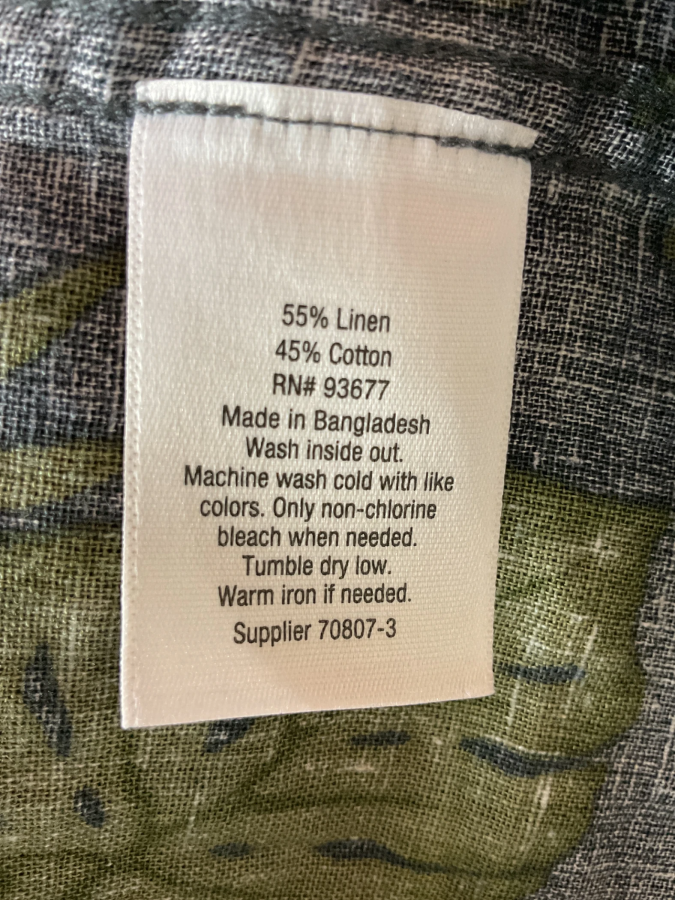 55% Linen
45% Cotton
RN# 93677
Made in Bangladesh
Wash inside out.
Machine wash cold with like
colors. Only non-chlorine
bleach when needed.
Tumble dry low.
Warm iron if needed.
Supplier 70807-3